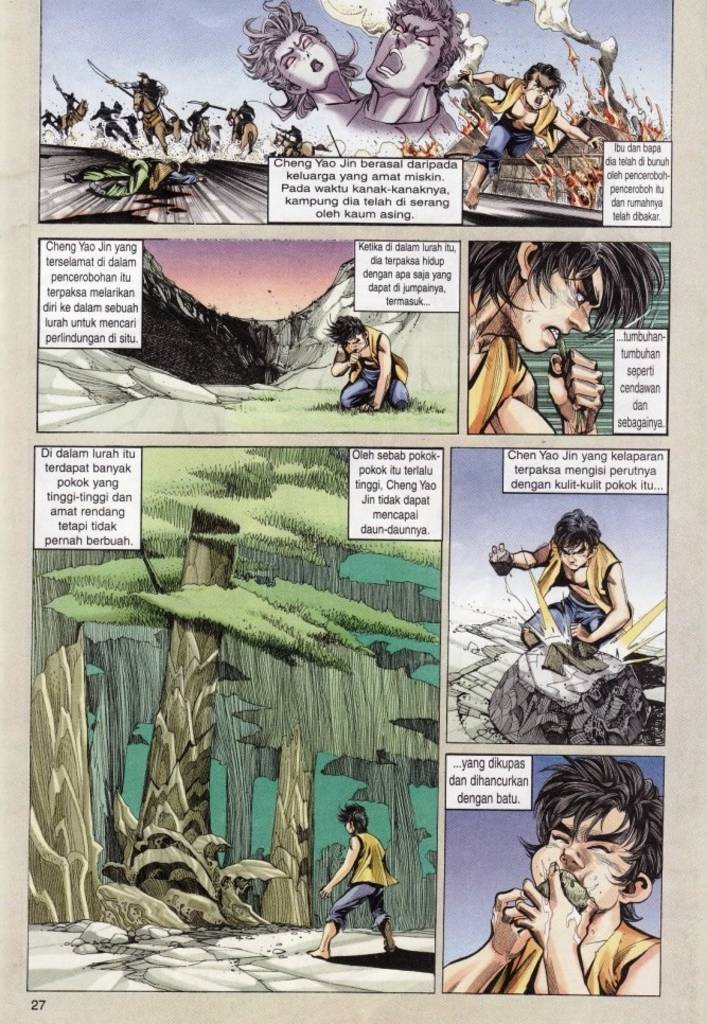 Cheng Yao Jin berasal daripada
keluarga yang amat miskin.
Pada waktu kanak-kanaknya,
kampung dia telah di serang
oleh kaum asing.
Ibu dan bapa
dia telah di bunuh
oleh penceroboh-
penceroboh itu
dan rumahnya
telah dibakar.
Cheng Yao Jin yang
terselamat di dalam
pencerobohan itu
terpaksa melarikan
diri ke dalam sebuah
lurah untuk mencari
perlindungan di situ.
Ketika di dalam lurah itu,
dia terpaksa hidup
dengan apa saja yang
dapat di jumpainya,
termasuk...
...tumbuhan-
tumbuhan
seperti
cendawan
dan
sebagainya.
Di dalam lurah itu
terdapat banyak
pokok yang
tinggi-tinggi dan
amat rendang
tetapi tidak
pernah berbuah.
Oleh sebab pokok-
pokok itu terlalu
tinggi, Cheng Yao
Jin tidak dapat
mencapai
daun-daunnya.
Chen Yao Jin yang kelaparan
terpaksa mengisi perutnya
dengan kulit-kulit pokok itu...
...yang dikupas
dan dihancurkan
dengan batu.
27